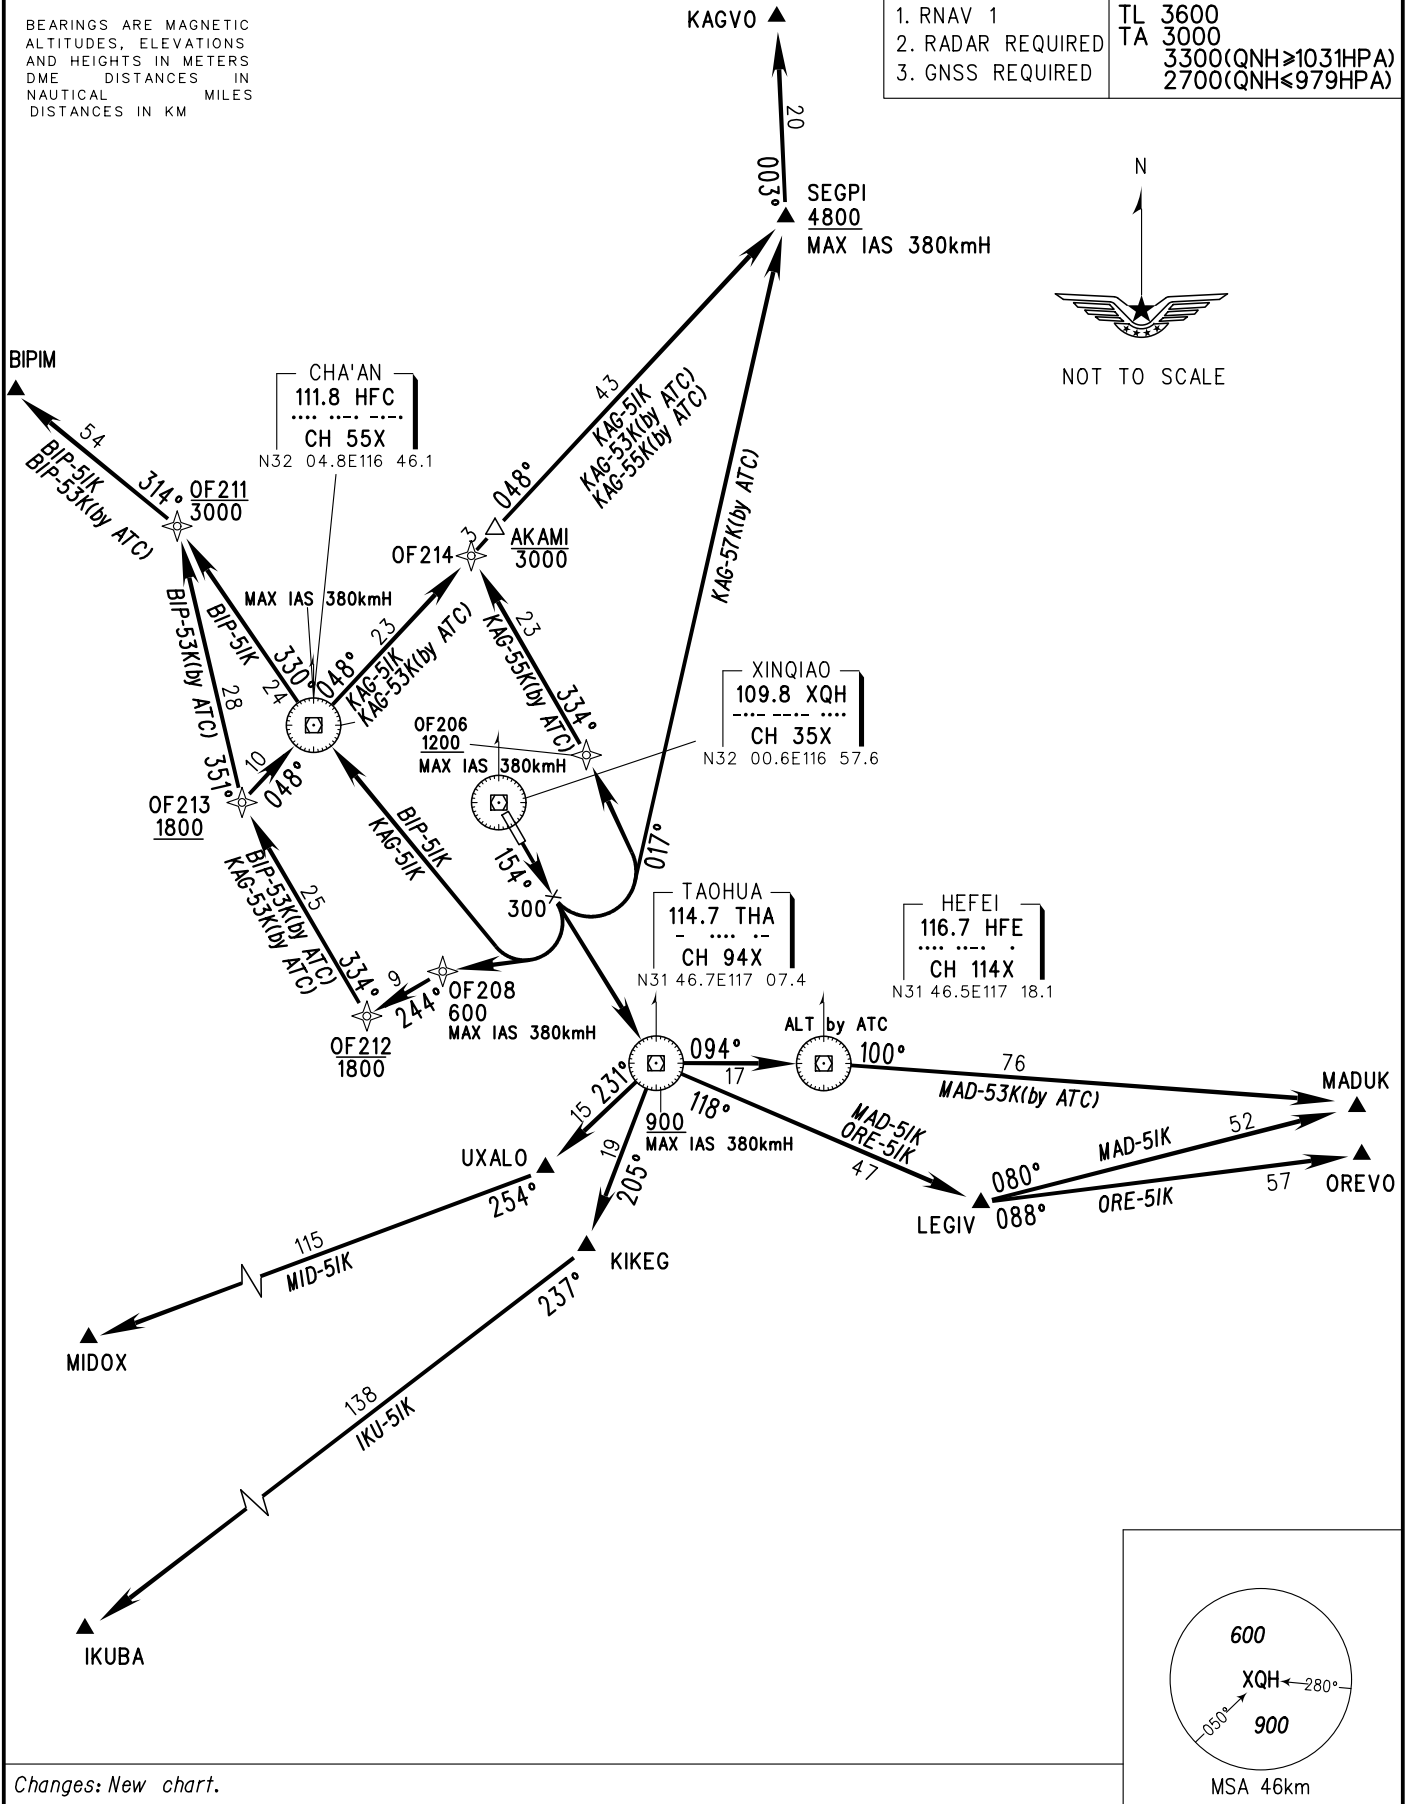 BEARINGS ARE MAGNETIC
ALTITUDES, ELEVATIONS
AND HEIGHTS IN METERS
DME DISTANCES IN
NAUTICAL MILES
DISTANCES IN KM
KAGVO
1. RNAV 1
2. RADAR REQUIRED
3. GNSS REQUIRED
TL 3600
TA 3000
3300(QNH≥1031HPA)
2700(QNH≤979HPA)
20
003°
SEGPI
4800
MAX IAS 380kmH
N
NOT TO SCALE
BIPIM
54
BIP-51K
BIP-53K(by ATC)
314°
OF211
3000
CHA'AN
111.8 HFC
CH 55X
N32 04.8E116 46.1
43
KAG-51K
KAG-53K(by ATC)
KAG-55K(by ATC)
048°
3
AKAMI
3000
OF214
KAG-57K(by ATC)
MAX IAS 380kmH
BIP-53K(by ATC)
28
351°
BIP-51K
24
330°
048°
23
KAG-51K
KAG-53K(by ATC)
23
KAG-55K(by ATC)
334°
XINQIAO
109.8 XQH
CH 35X
N32 00.6E116 57.6
OF206
1200
MAX IAS 380kmH
10
048°
OF213
1800
BIP-51K
KAG-51K
154°
300
017°
25
BIP-53K(by ATC)
KAG-53K(by ATC)
334°
9
244°
OF208
600
MAX IAS 380kmH
OF212
1800
TAOHUA
114.7 THA
CH 94X
N31 46.7E117 07.4
HEFEI
116.7 HFE
CH 114X
N31 46.5E117 18.1
ALT by ATC
094°
17
100°
76
MAD-53K(by ATC)
MADUK
231°
15
19
205°
900
MAX IAS 380kmH
118°
MAD-51K
ORE-51K
47
MAD-51K
52
080°
088°
ORE-51K
57
OREVO
LEGIV
UXALO
254°
115
MID-51K
MIDOX
KIKEG
237°
138
IKU-51K
IKUBA
600
XQH
280°
050°
900
MSA 46km
Changes: New chart.